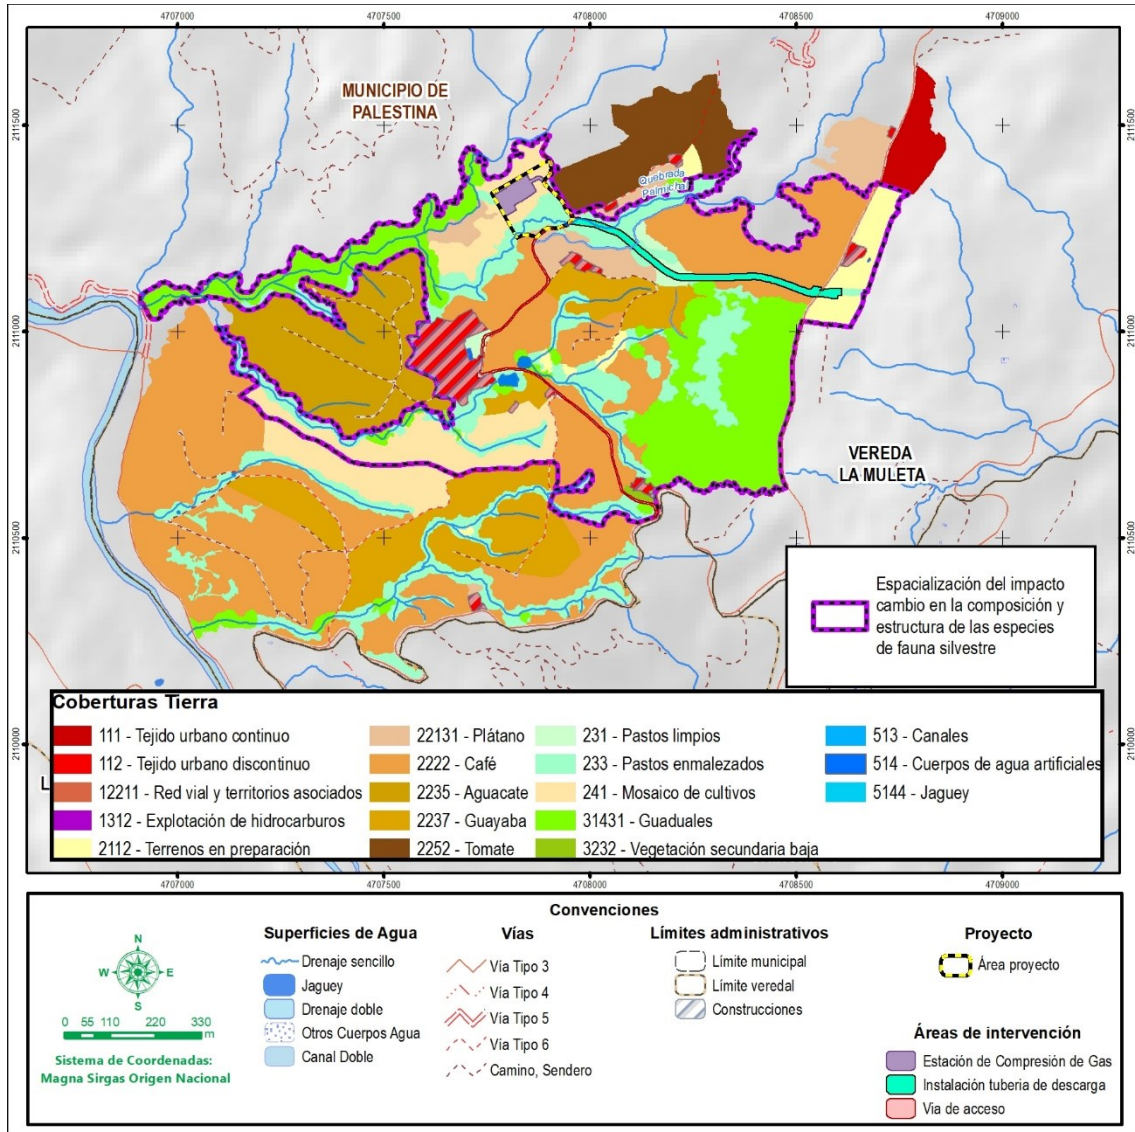 4707000 4707500 4708000 4708500 4709000
2111500
2111000
2110500
2110000
2111500
2111000
2110500
2110000
MUNICIPIO DE
PALESTINA
Quebrada
Palmicha
VEREDA
LA MULETA
L
Espacialización del impacto
cambio en la composición y
estructura de las especies
de fauna silvestre
Coberturas Tierra
111 - Tejido urbano continuo
112 - Tejido urbano discontinuo
12211 - Red vial y territorios asociados
1312 - Explotación de hidrocarburos
2112 - Terrenos en preparación
22131 - Plátano
2222 - Café
2235 - Aguacate
2237 - Guayaba
2252 - Tomate
231 - Pastos limpios
233 - Pastos enmalezados
241 - Mosaico de cultivos
31431 - Guaduales
3232 - Vegetación secundaria baja
513 - Canales
514 - Cuerpos de agua artificiales
5144 - Jaguey
4707000 4707500 4708000 4708500 4709000
Convenciones
N
W E
S
0 55 110 220 330
m
Sistema de Coordenadas:
Magna Sirgas Origen Nacional
Superficies de Agua
Drenaje sencillo
Jaguey
Drenaje doble
Otros Cuerpos Agua
Canal Doble
Vías
Vía Tipo 3
Vía Tipo 4
Vía Tipo 5
Vía Tipo 6
Camino, Sendero
Límites administrativos
Límite municipal
Límite veredal
Construcciones
Proyecto
Área proyecto
Áreas de intervención
Estación de Compresión de Gas
Instalación tubería de descarga
Via de acceso